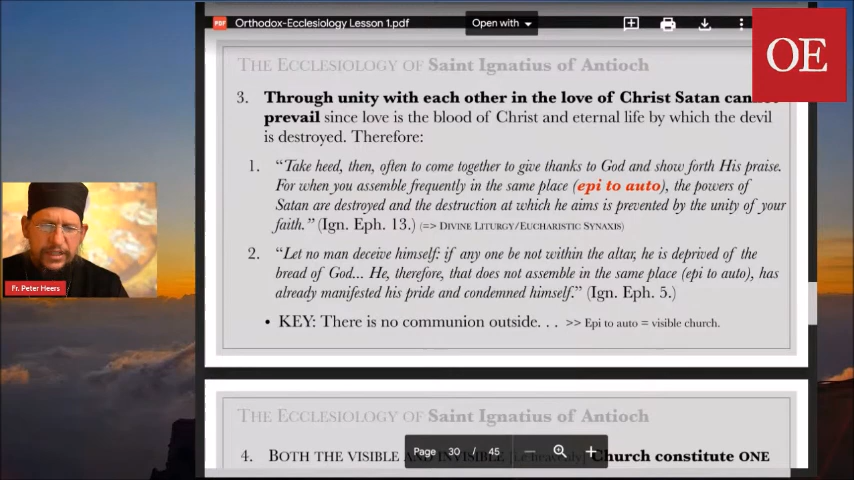 Orthodox-Ecclesiology Lesson 1.pdf
Open with
OE
THE ECCLESIOLOGY OF Saint Ignatius of Antioch
3. Through unity with each other in the love of Christ Satan cannot
prevail since love is the blood of Christ and eternal life by which the devil
is destroyed. Therefore:
1. “Take heed, then, often to come together to give thanks to God and show forth His praise.
For when you assemble frequently in the same place (epi to auto), the powers of
Satan are destroyed and the destruction at which he aims is prevented by the unity of your
faith.” (Ign. Eph. 13.) (=> DIVINE LITURGY/EUCHARISTIC SYNAXIS)
2. “Let no man deceive himself: if any one be not within the altar, he is deprived of the
bread of God... He, therefore, that does not assemble in the same place (epi to auto), has
already manifested his pride and condemned himself.” (Ign. Eph. 5.)
• KEY: There is no communion outside. . . >> Epi to auto = visible church.
Fr. Peter Heers
THE ECCLESIOLOGY OF Saint Ignatius of Antioch
4. BOTH THE VISIBLE AND INVISIBLE Church constitute ONE
Page 30 / 45